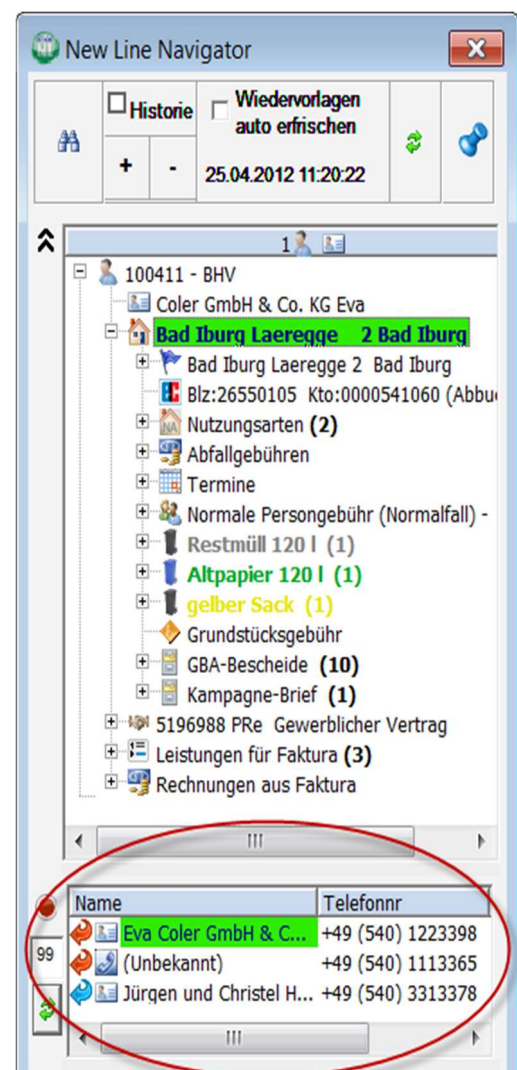 New Line Navigator
Historie
Wiedervorlagen
auto erfrischen
+ -
25.04.2012 11:20:22
1
100411 - BHV
Coler GmbH & Co. KG Eva
Bad Iburg Laeregge 2 Bad Iburg
Bad Iburg Laeregge 2 Bad Iburg
Blz:26550105 Kto:0000541060 (Abbu
Nutzungsarten (2)
Abfallgebühren
Termine
Normale Persongebühr (Normalfall) -
Restmüll 120 l (1)
Altpapier 120 l (1)
gelber Sack (1)
Grundstücksgebühr
GBA-Bescheide (10)
Kampagne-Brief (1)
5196988 PRe Gewerblicher Vertrag
Leistungen für Faktura (3)
Rechnungen aus Faktura
Name Telefonnr
Eva Coler GmbH & C... +49 (540) 1223398
99
(Unbekannt) +49 (540) 1113365
Jürgen und Christel H... +49 (540) 3313378